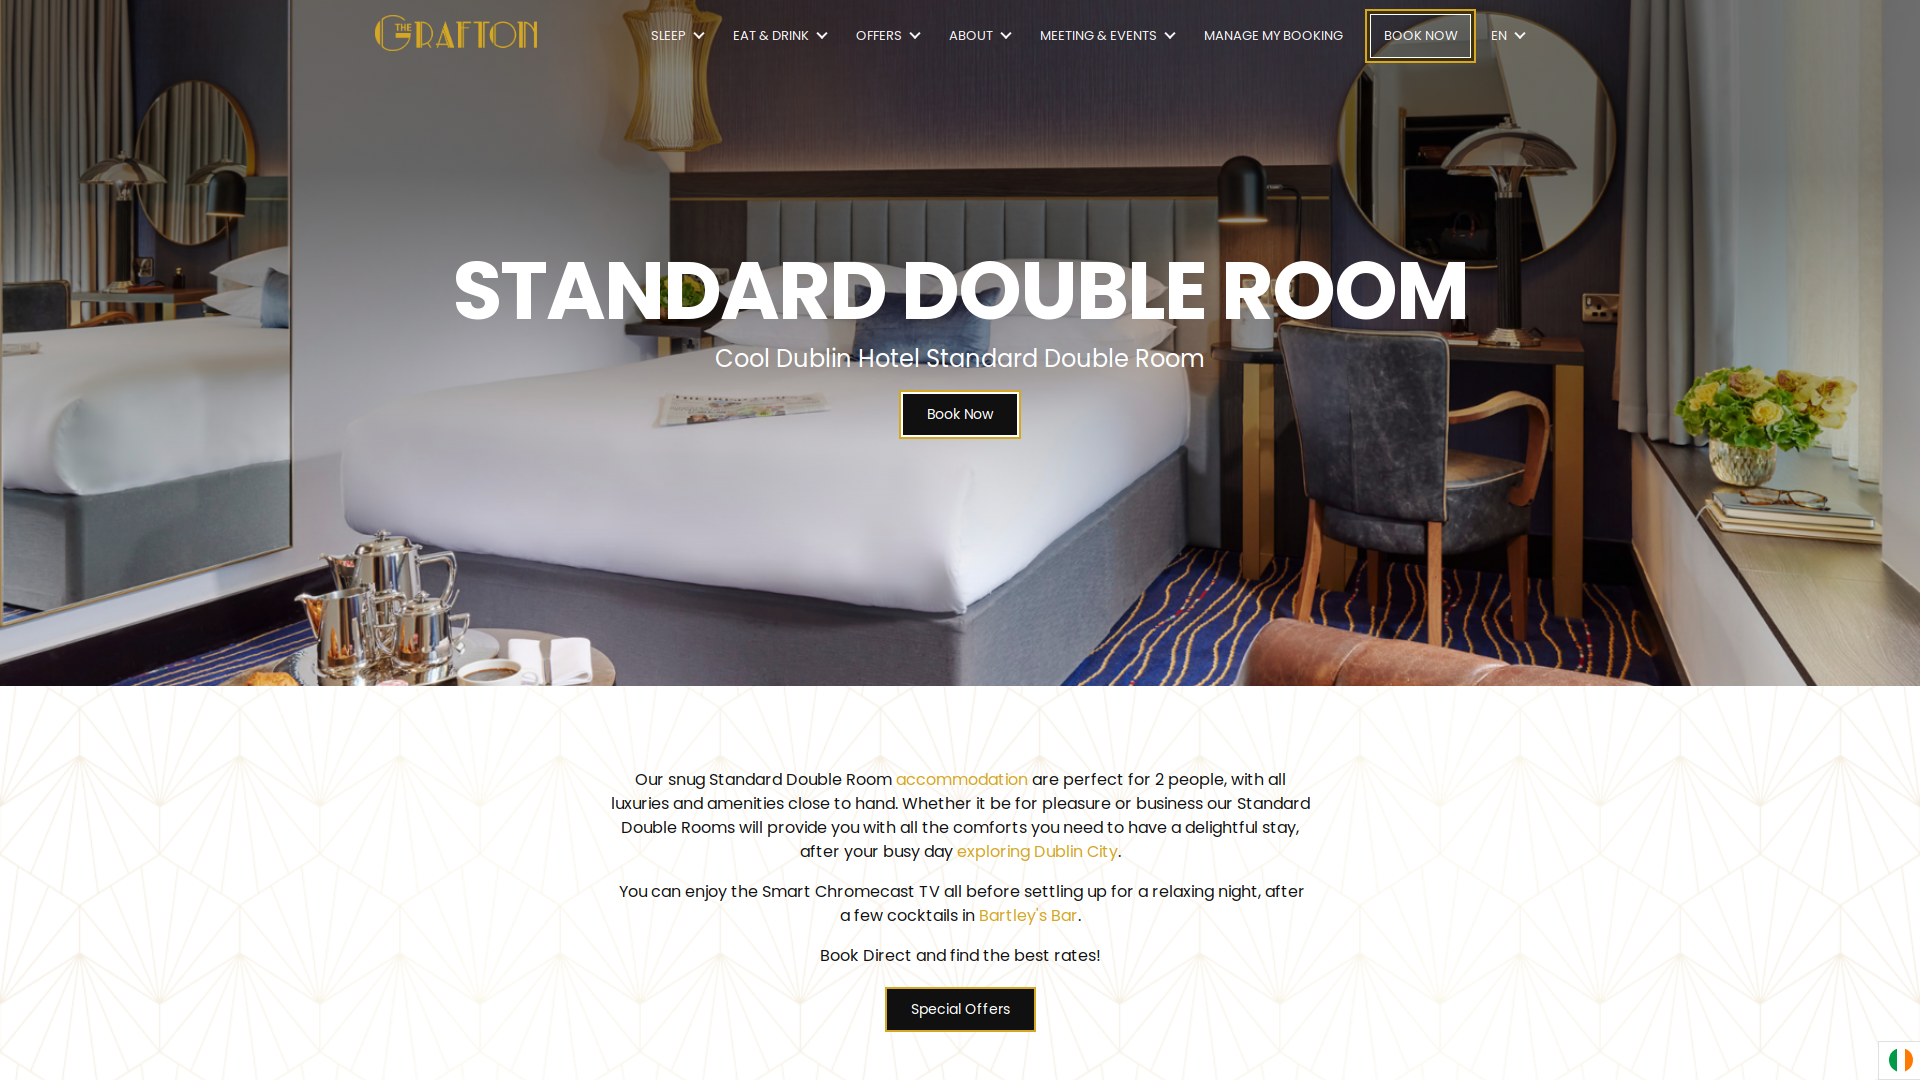 THE GRAFTON
SLEEP
EAT & DRINK
OFFERS
ABOUT
MEETING & EVENTS
MANAGE MY BOOKING
BOOK NOW
EN
STANDARD DOUBLE ROOM
Cool Dublin Hotel Standard Double Room
Book Now
Our snug Standard Double Room accommodation are perfect for 2 people, with all
luxuries and amenities close to hand. Whether it be for pleasure or business our Standard
Double Rooms will provide you with all the comforts you need to have a delightful stay,
after your busy day exploring Dublin City.
You can enjoy the Smart Chromecast TV all before settling up for a relaxing night, after
a few cocktails in Bartley's Bar.
Book Direct and find the best rates!
Special Offers